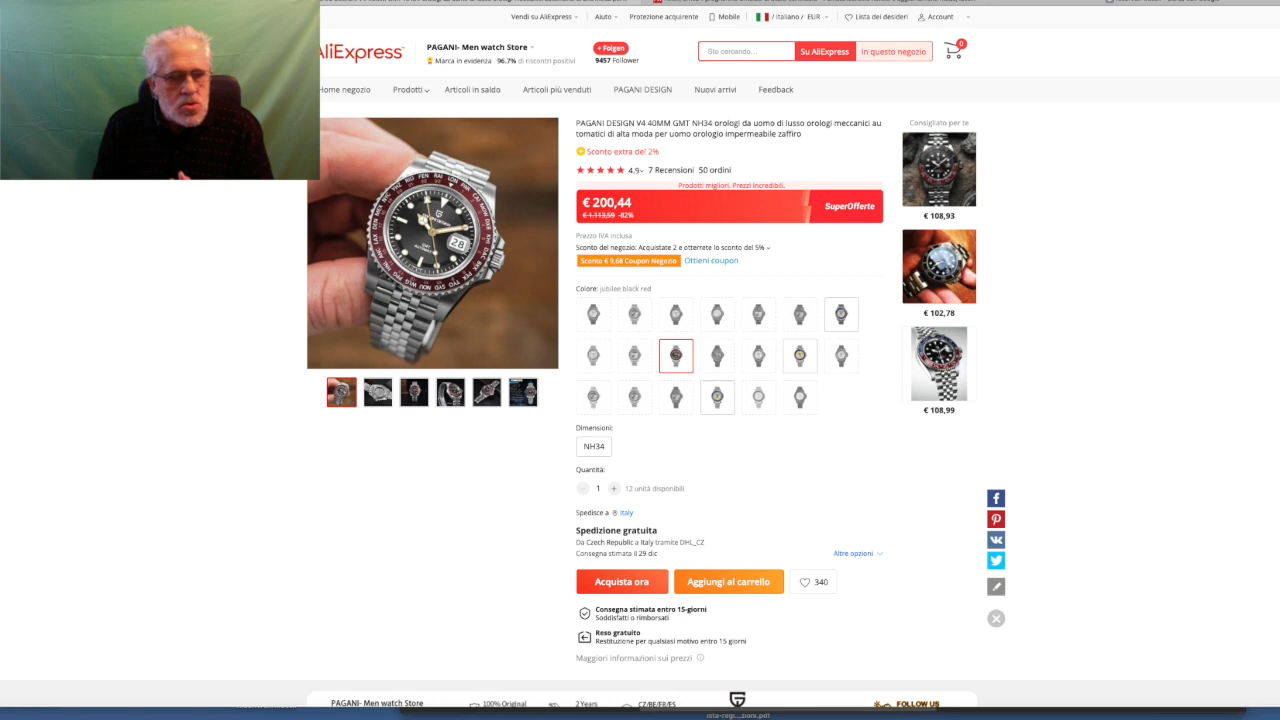 Vendi su AliExpress
Aiuto
Protezione acquirente
Mobile
/ Italiano / EUR
Lista dei desideri
Account
AliExpress
PAGANI- Men watch Store
Marca in evidenza 96.7% di riscontri positivi
+ Folgen
9457 Follower
Sto cercando...
Su AliExpress
In questo negozio
0
Home negozio
Prodotti
Articoli in saldo
Articoli più venduti
PAGANI DESIGN
Nuovi arrivi
Feedback
PAGANI DESIGN V4 40MM GMT NH34 orologi da uomo di lusso orologi meccanici au
tomatici di alta moda per uomo orologio impermeabile zaffiro
Sconto extra del 2%
4.9 7 Recensioni 50 ordini
Prodotti migliori. Prezzi incredibili.
€ 200,44
€ 1.113,59 -82%
SuperOfferte
Prezzo IVA inclusa
Sconto del negozio: Acquistate 2 e otterrete lo sconto del 5%
Sconto € 9,68 Coupon Negozio
Ottieni coupon
Colore: jubilee black red
Dimensioni:
NH34
Quantità:
1
+
12 unità disponibili
Spedisce a Italy
Spedizione gratuita
Da Czech Republic a Italy tramite DHL_CZ
Consegna stimata il 29 dic
Altre opzioni
Acquista ora
Aggiungi al carrello
340
Consegna stimata entro 15-giorni
Soddisfatti o rimborsati
Reso gratuito
Restituzione per qualsiasi motivo entro 15 giorni
Maggiori informazioni sui prezzi
Consigliato per te
€ 108,93
€ 102,78
€ 108,99
28
PAGANI- Men watch Store
100% Original
2 Years
CZ/BE/FR/ES
FOLLOW US